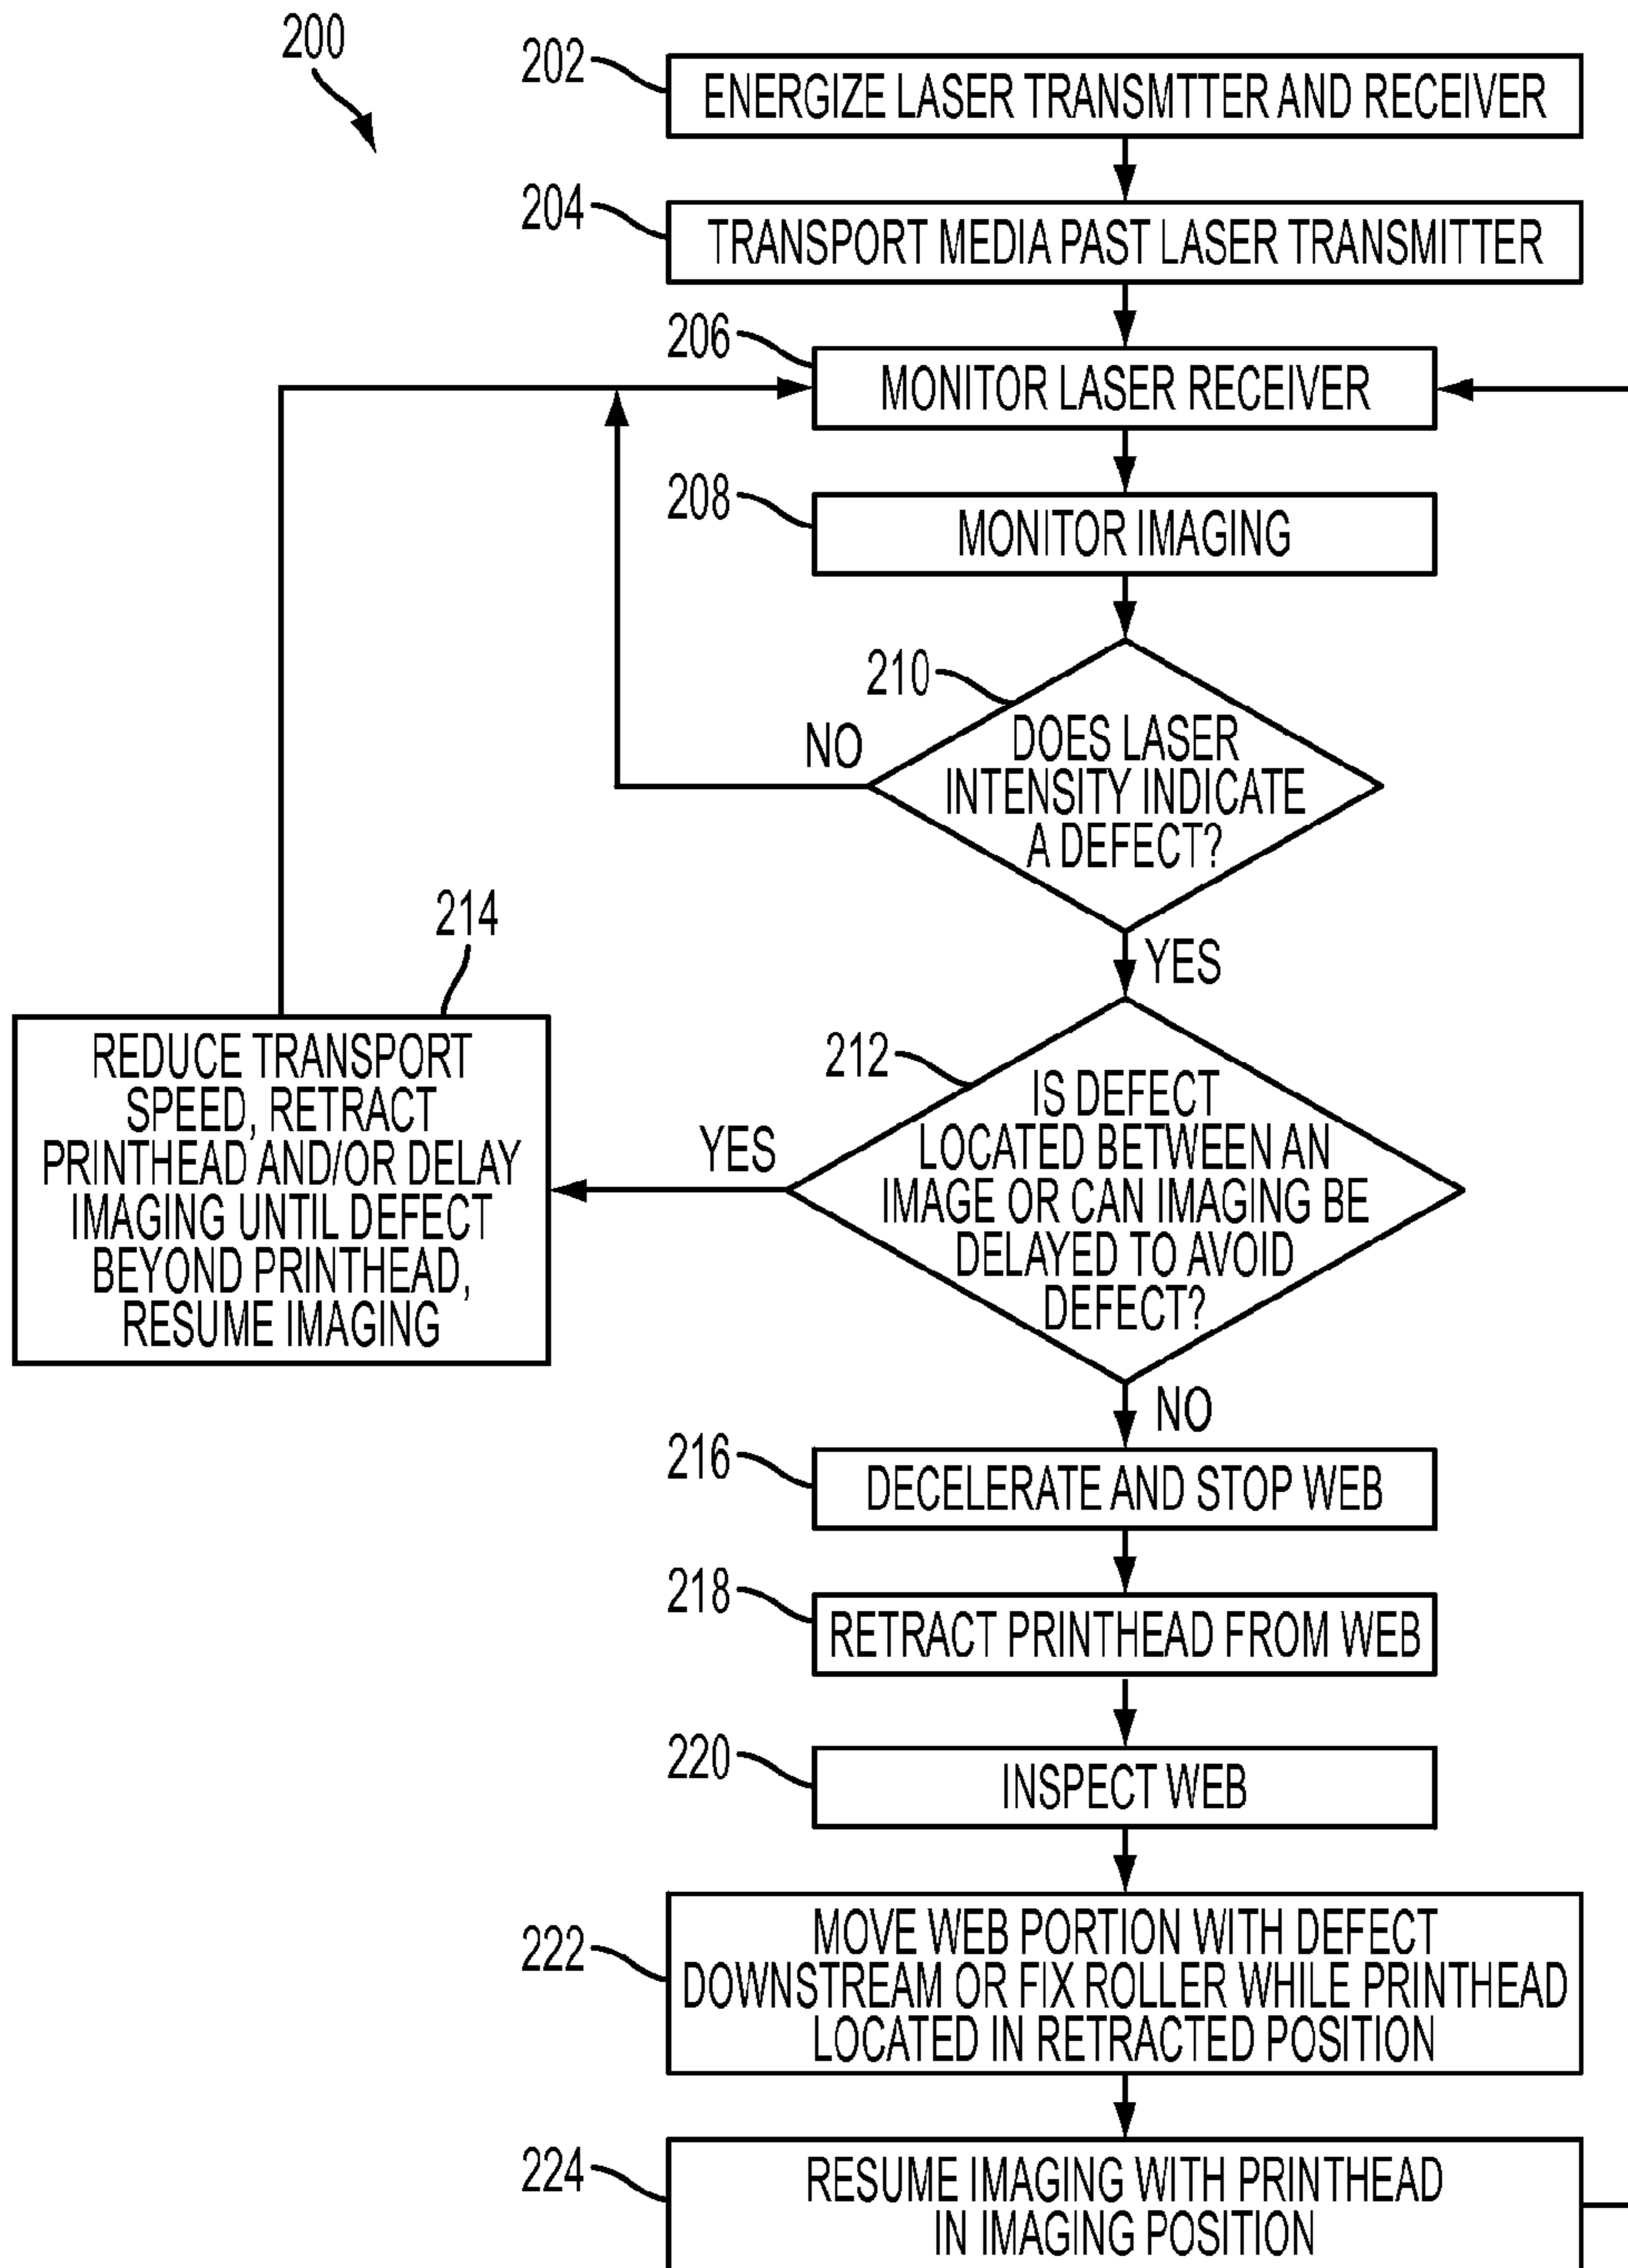 200
202
ENERGIZE LASER TRANSMTTER AND RECEIVER
204
TRANSPORT MEDIA PAST LASER TRANSMITTER
206
MONITOR LASER RECEIVER
208
MONITOR IMAGING
210
DOES LASER
INTENSITY INDICATE
A DEFECT?
NO
YES
212
IS DEFECT
LOCATED BETWEEN AN
IMAGE OR CAN IMAGING BE
DELAYED TO AVOID
DEFECT?
YES
NO
214
REDUCE TRANSPORT
SPEED, RETRACT
PRINTHEAD AND/OR DELAY
IMAGING UNTIL DEFECT
BEYOND PRINTHEAD,
RESUME IMAGING
216
DECELERATE AND STOP WEB
218
RETRACT PRINTHEAD FROM WEB
220
INSPECT WEB
222
MOVE WEB PORTION WITH DEFECT
DOWNSTREAM OR FIX ROLLER WHILE PRINTHEAD
LOCATED IN RETRACTED POSITION
224
RESUME IMAGING WITH PRINTHEAD
IN IMAGING POSITION